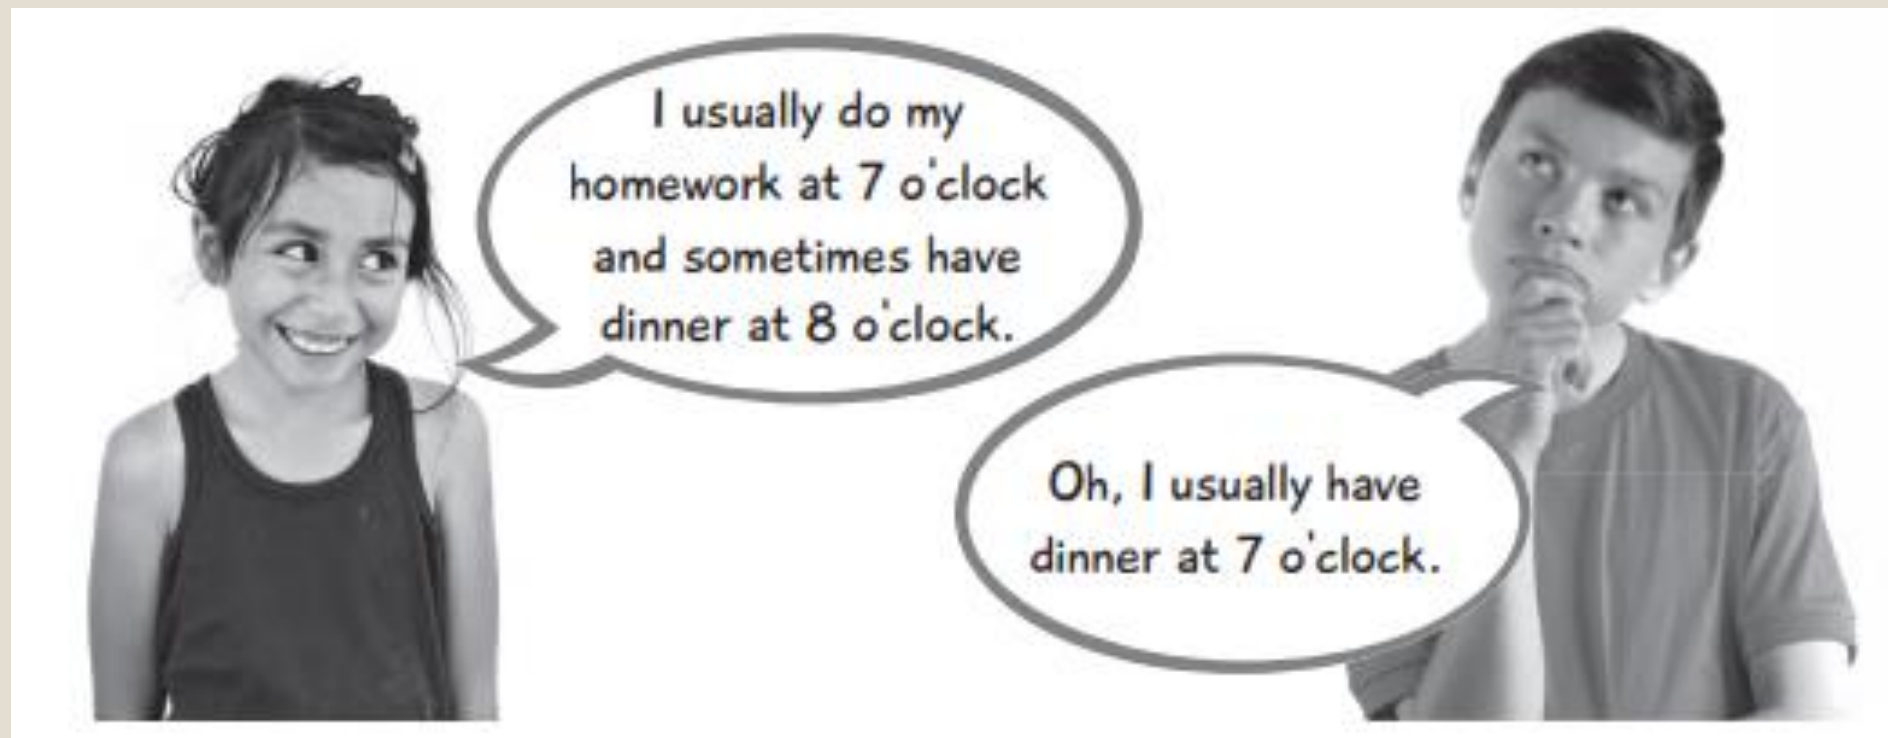 I usually do my
homework at 7 o'clock
and sometimes have
dinner at 8 o'clock.
Oh, I usually have
dinner at 7 o'clock.